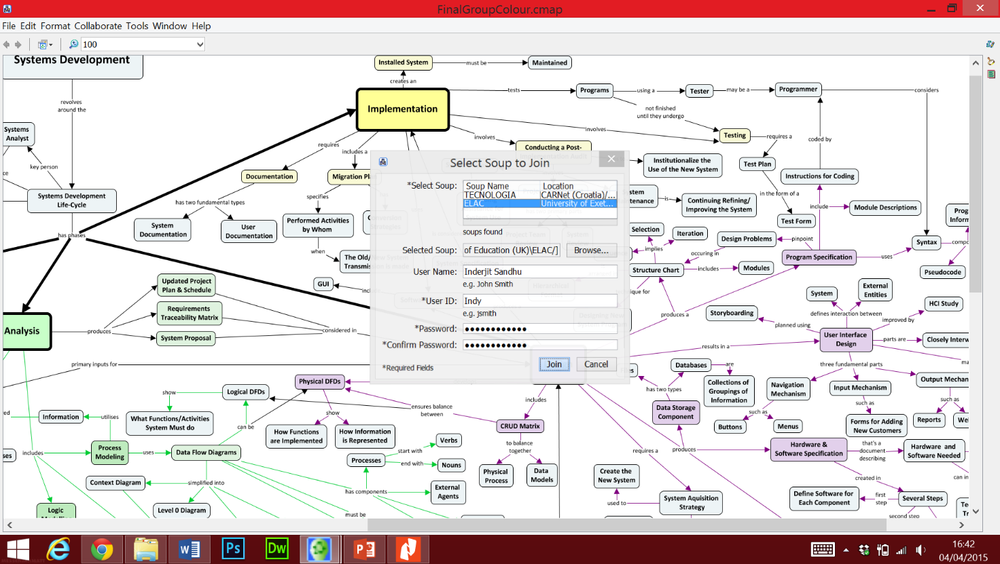 FinalGroupColour.cmap
File Edit Format Collaborate Tools Window Help
100
Systems Development
Installed System
must be
Maintained
creates an
Implementation
tests
Programs
using a
Tester
may be a
Programmer
considers
revolves
around the
not finished
until they undergo
involves
Testing
requires a
coded by
Systems
Analyst
requires
includes a
involves
Conducting a Post-
key person
Documentation
Migration
Institutionalize the
Use of the New System
Test Plan
Instructions for Coding
Systems Development
Life-Cycle
has two fundamental types
specifies
is
Continuing Refining/
Improving the System
in the form of a
include
Module Descriptions
System
Documentation
User
Documentation
Performed Activities
by Whom
Test Form
has phases
Selection
Iteration
Design Problems
pinpoint
Syntax
when
The Old/
implies
occuring in
Program Specification
uses
Structure Chart
includes
Modules
Pseudocode
Select Soup to Join
*Select Soup:
Soup Name Location
TECNOLOGIA CARNet (Croatia)/...
ELAC University of Exet...
soups found
Selected Soup: of Education (UK)\ELAC/] Browse...
User Name: Inderjit Sandhu
e.g. John Smith
*User ID: Indy
e.g. jsmith
*Password: ●●●●●●●●●●●●
*Confirm Password: ●●●●●●●●●●●●
*Required Fields
Join Cancel
Updated Project
Plan & Schedule
GUI
Requirements
Traceability Matrix
System Proposal
Analysis
produces
considered in
produces a
System
External
Entities
HCI Study
Storyboarding
defines interaction between
improved by
planned using
User Interface
Design
parts are
results in a
primary inputs for
three fundamental parts
Physical DFDs
Databases
are
Navigation
Mechanism
Input Mechanism
show
Logical DFDs
has two types
Collections of
Groupings of
Information
such as
such as
such as
Information
utilises
What Functions/Activities
System Must do
can be
show
ensures balance
between
includes
Data Storage
Component
Buttons
Menus
Forms for Adding
New Customers
Reports
How Functions
are Implemented
How Information
is Represented
CRUD Matrix
includes
Process
Modeling
uses
Data Flow Diagrams
Verbs
start with
to balance
together
requires a
produces
Hardware &
Software Specification
that's a
document
describing
Hardware and
Software Needed
Processes
end with
Nouns
Physical
Process
Data
Models
Create the
New System
Context Diagram
simplified into
has components
External
Agents
created in
can in
Define Software for
Each Component
first
step
Several Steps
used to
System Aquisition
Strategy
Logic
Level 0 Diagram
must be
second step
W
Ps
Dw
16:42
04/04/2015